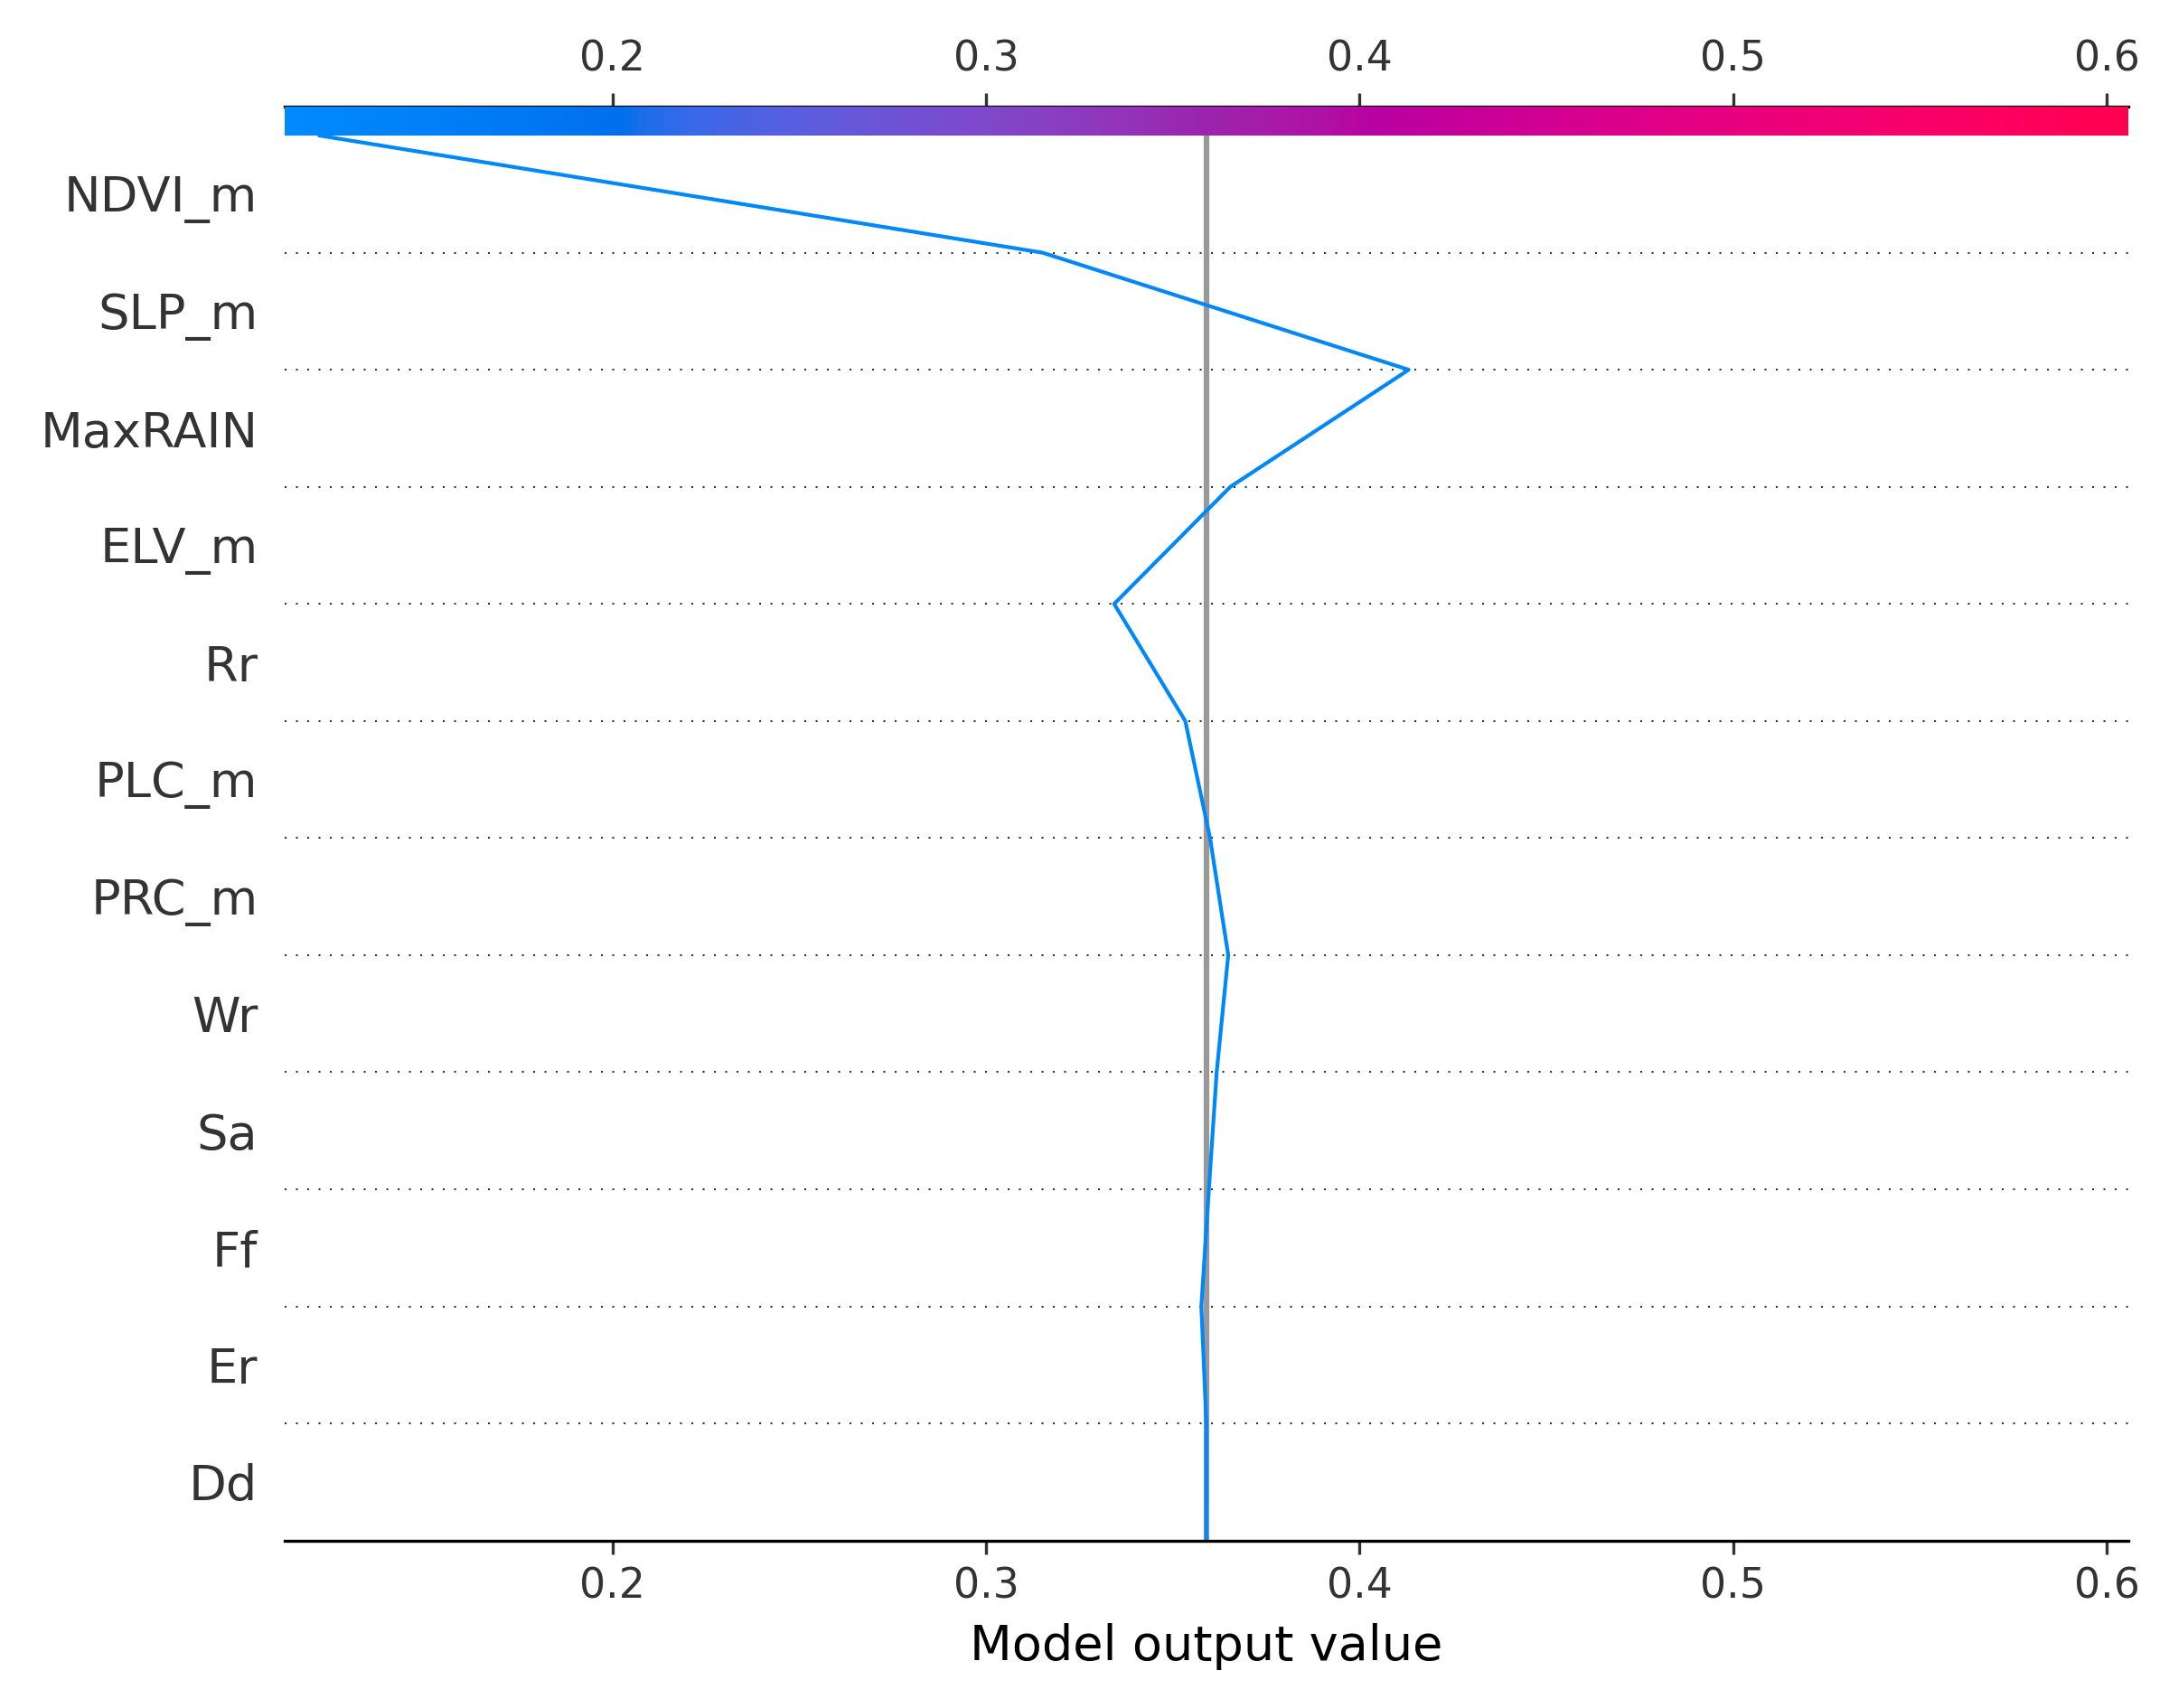 0.2 0.3 0.4 0.5 0.6
NDVI_m
SLP_m
MaxRAIN
ELV_m
Rr
PLC_m
PRC_m
Wr
Sa
Ff
Er
Dd
0.2 0.3 0.4 0.5 0.6
Model output value